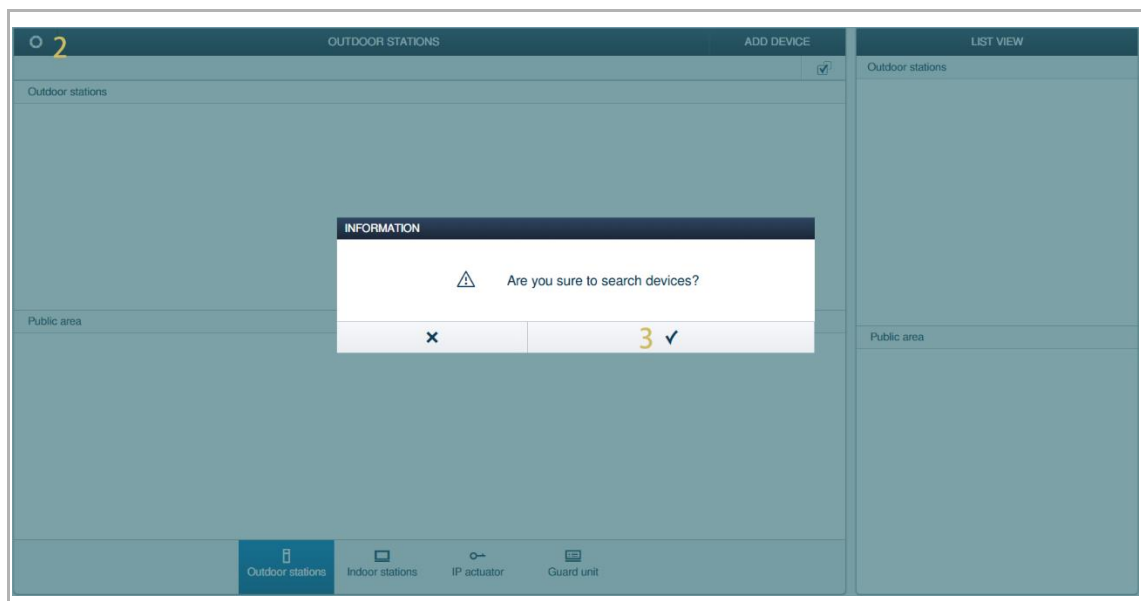 2 OUTDOOR STATIONS ADD DEVICE LIST VIEW
Outdoor stations
Outdoor stations
INFORMATION
Are you sure to search devices?
Public area
3
Public area
Outdoor stations Indoor stations IP actuator Guard unit